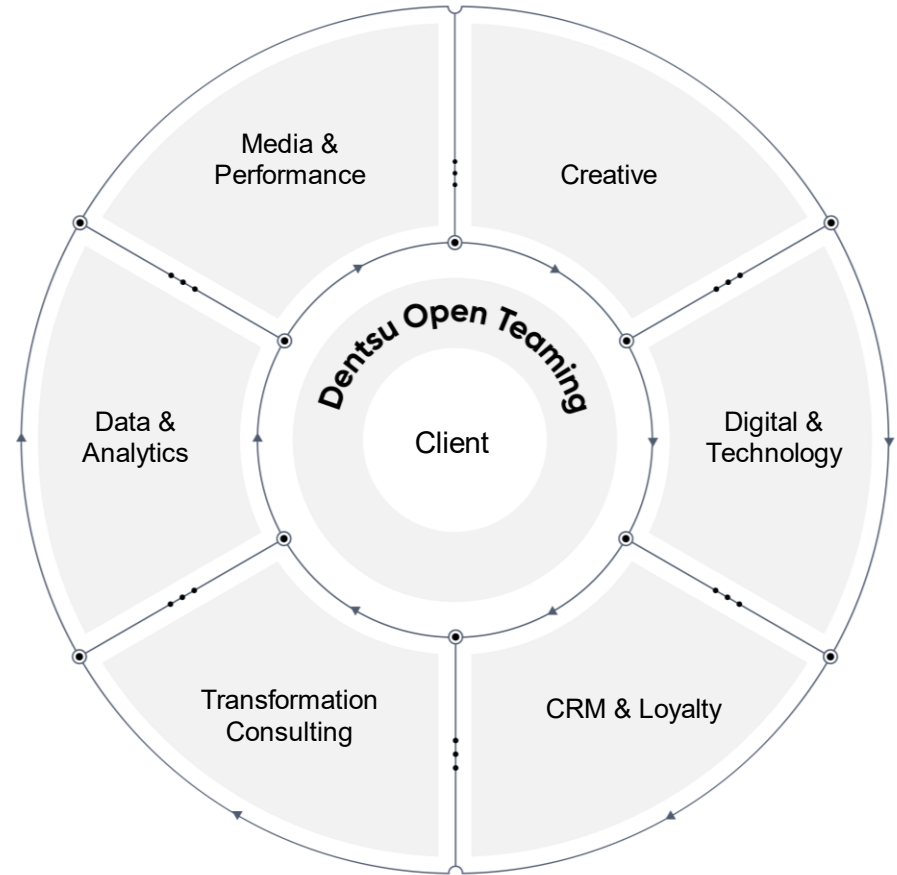 Media &
Performance
Creative
Dentsu Open Teaming
Data &
Analytics
Client
Digital &
Technology
Transformation
Consulting
CRM & Loyalty